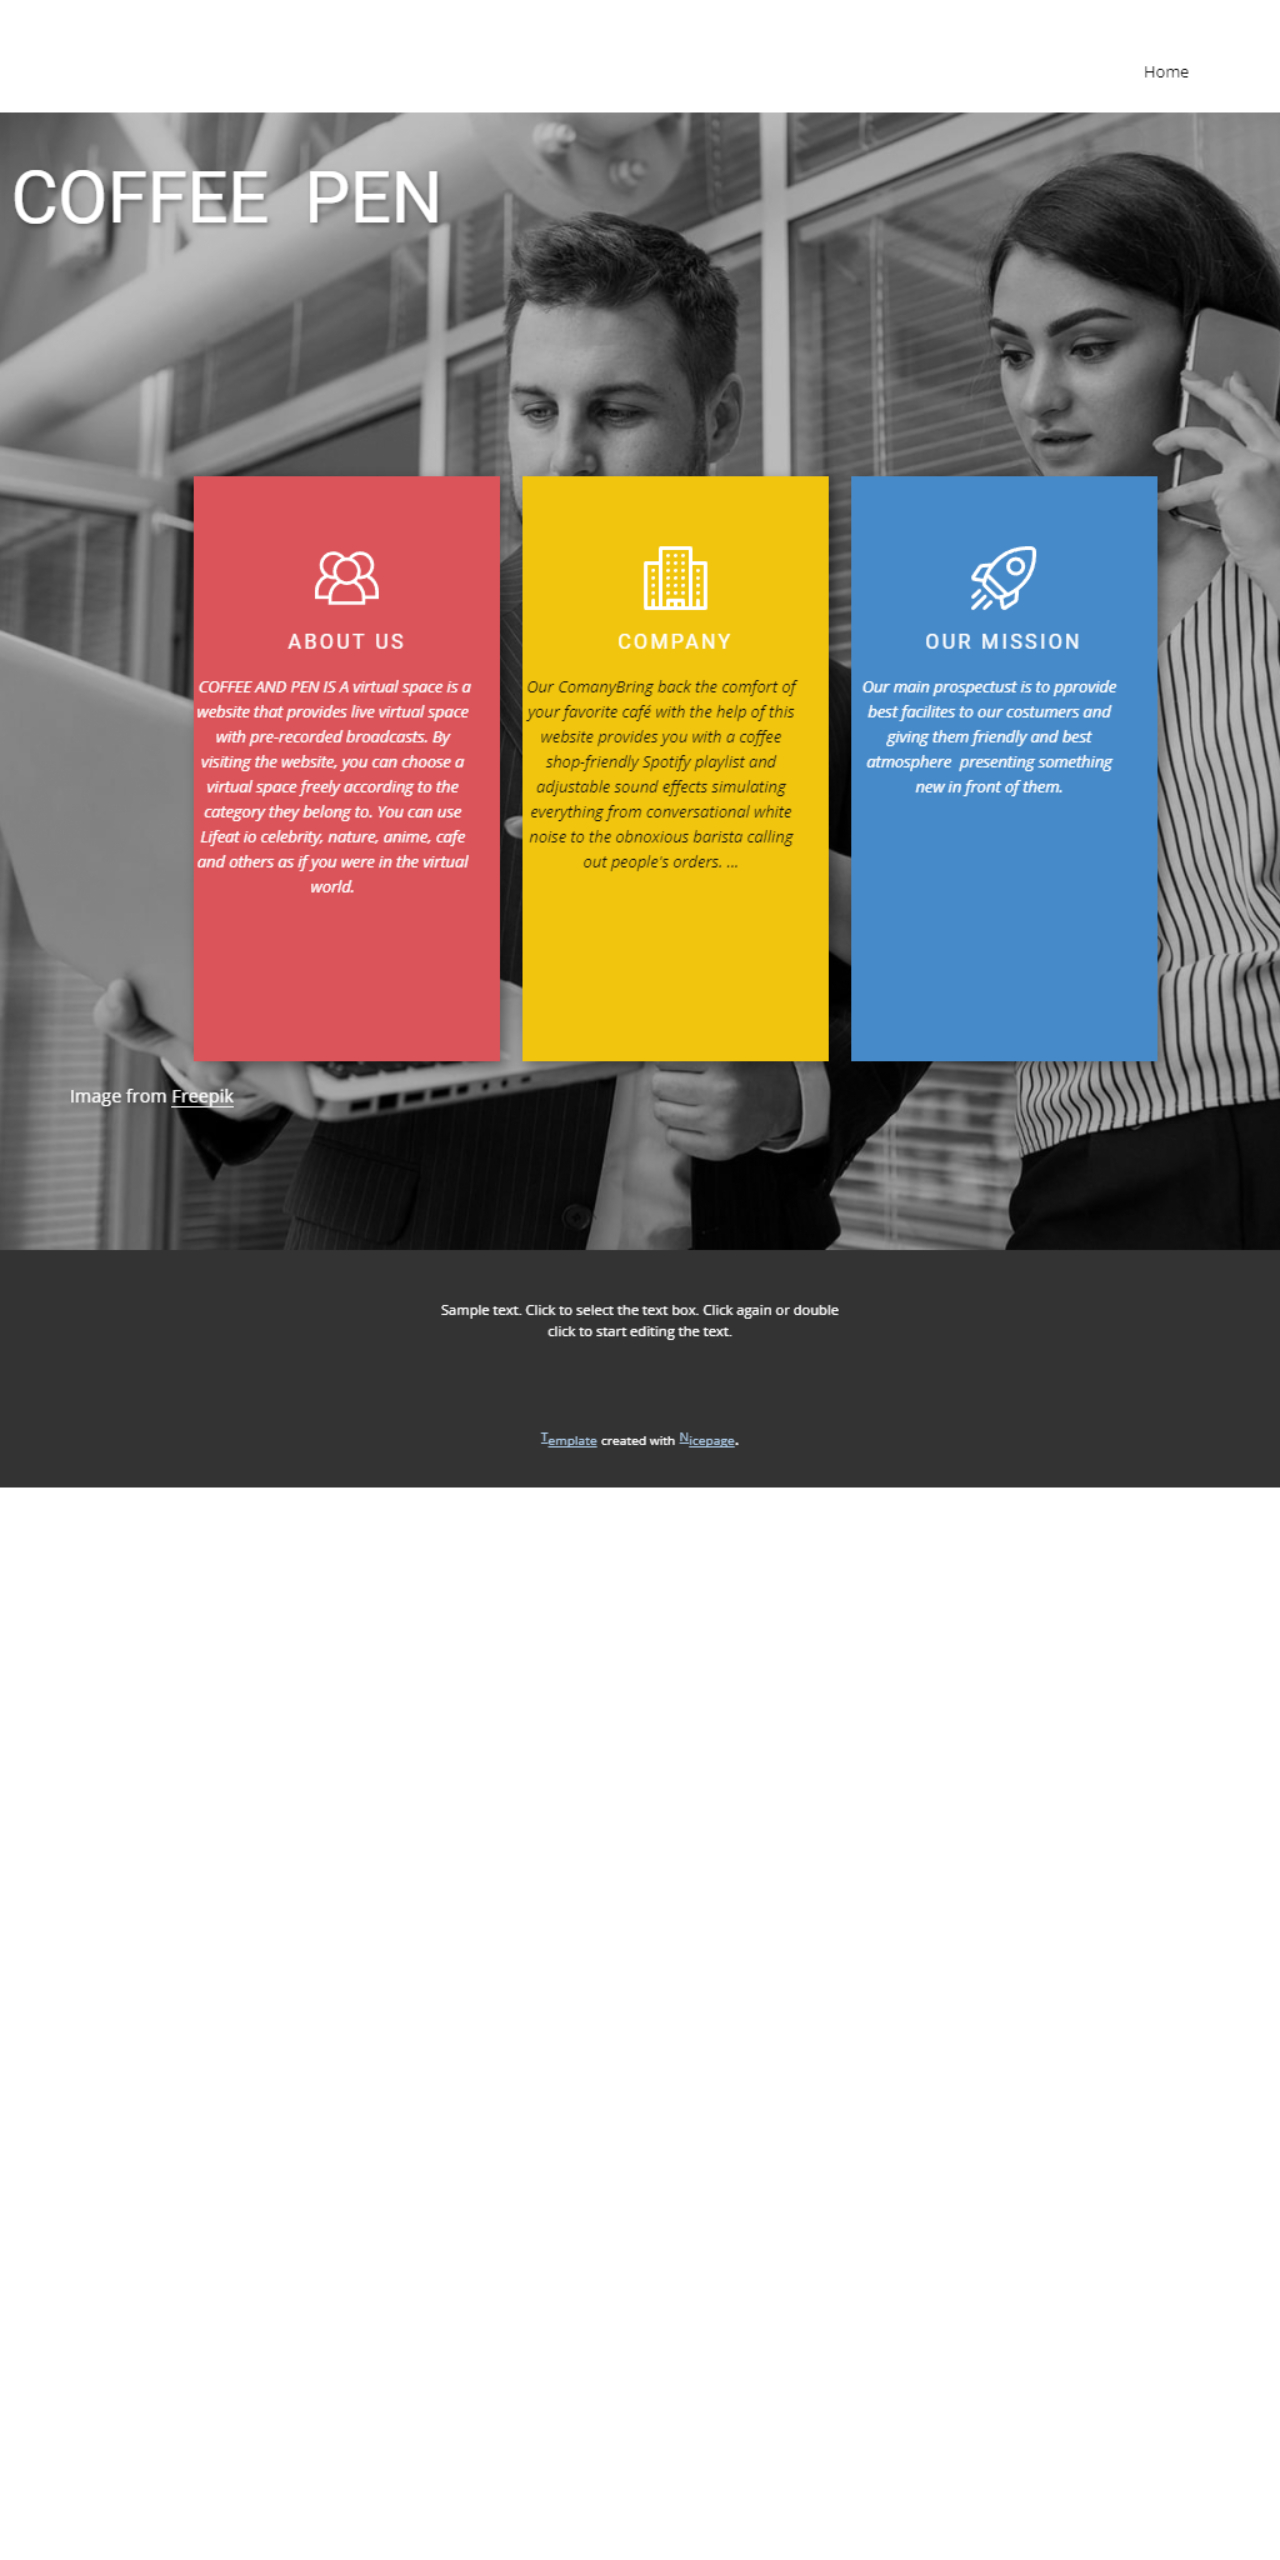 Home
COFFEE  PEN
ABOUT US
COFFEE AND PEN IS A virtual space is a
website that provides live virtual space
with pre-recorded broadcasts. By
visiting the website, you can choose a
virtual space freely according to the
category they belong to. You can use
Lifeat io celebrity, nature, anime, cafe
and others as if you were in the virtual
world.
COMPANY
Our ComanyBring back the comfort of
your favorite café with the help of this
website provides you with a coffee
shop-friendly Spotify playlist and
adjustable sound effects simulating
everything from conversational white
noise to the obnoxious barista calling
out people's orders. ...
OUR MISSION
Our main prospectust is to pprovide
best facilites to our costumers and
giving them friendly and best
atmosphere  presenting something
new in front of them.
Image from Freepik
Sample text. Click to select the text box. Click again or double
click to start editing the text.
Template created with Nicepage.